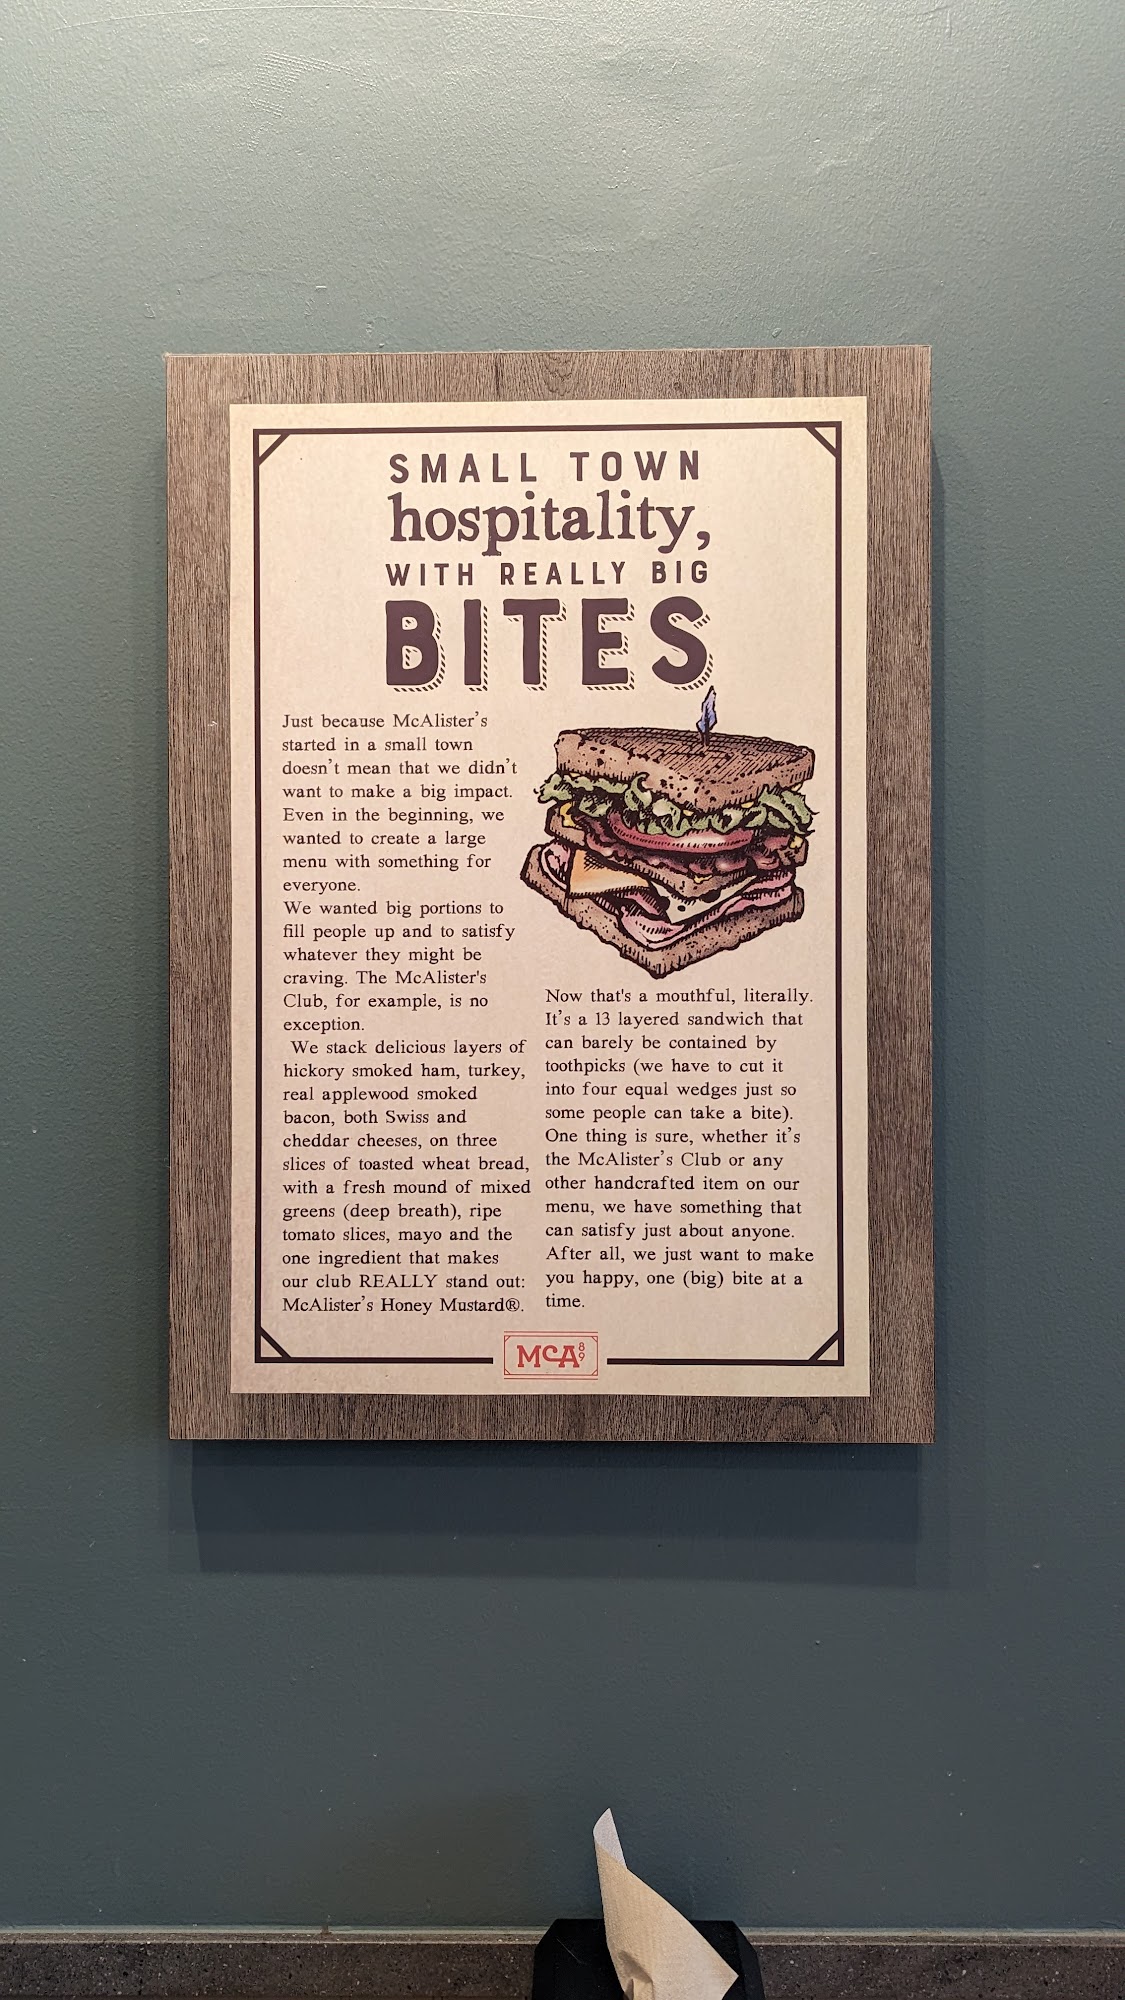 SMALL TOWN
hospitality,
WITH REALLY BIG
BITES
Just because McAlister's
started in a small town
doesn't mean that we didn't
want to make a big impact.
Even in the beginning, we
wanted to create a large
menu with something for
everyone.
We wanted big portions to
fill people up and to satisfy
whatever they might be
craving. The McAlister's
Club, for example, is no
exception.
We stack delicious layers of
hickory smoked ham, turkey,
real applewood smoked
bacon, both Swiss and
cheddar cheeses, on three
slices of toasted wheat bread,
with a fresh mound of mixed
greens (deep breath), ripe
tomato slices, mayo and the
one ingredient that makes
our club REALLY stand out:
McAlister's Honey Mustard®.
Now that's a mouthful, literally.
It's a 13 layered sandwich that
can barely be contained by
toothpicks (we have to cut it
into four equal wedges just so
some people can take a bite).
One thing is sure, whether it's
the McAlister's Club or any
other handcrafted item on our
menu, we have something that
can satisfy just about anyone.
After all, we just want to make
you happy, one (big) bite at a
time.
McA 89